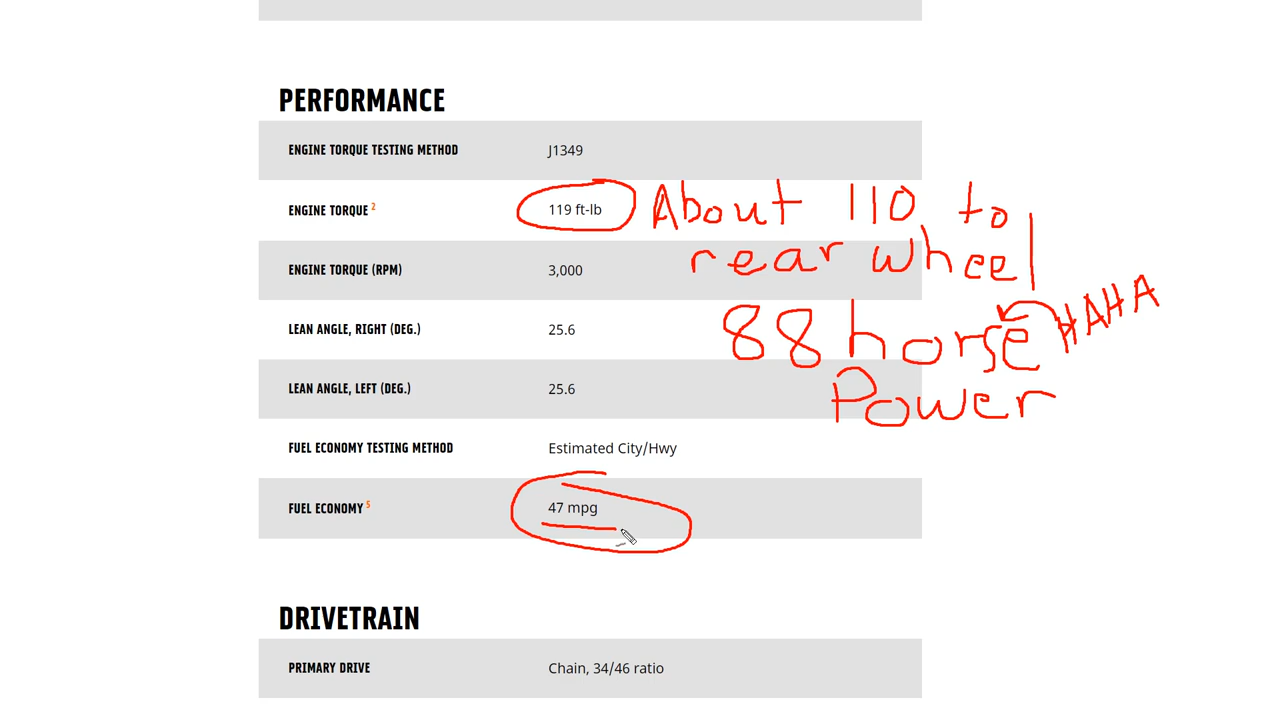 PERFORMANCE
ENGINE TORQUE TESTING METHOD J1349
ENGINE TORQUE 2 119 ft-lb About 110 to
rear wheel
ENGINE TORQUE (RPM) 3,000
HAHA
LEAN ANGLE, RIGHT (DEG.) 25.6 88 horse
Power
LEAN ANGLE, LEFT (DEG.) 25.6
FUEL ECONOMY TESTING METHOD Estimated City/Hwy
FUEL ECONOMY 5 47 mpg
DRIVETRAIN
PRIMARY DRIVE Chain, 34/46 ratio